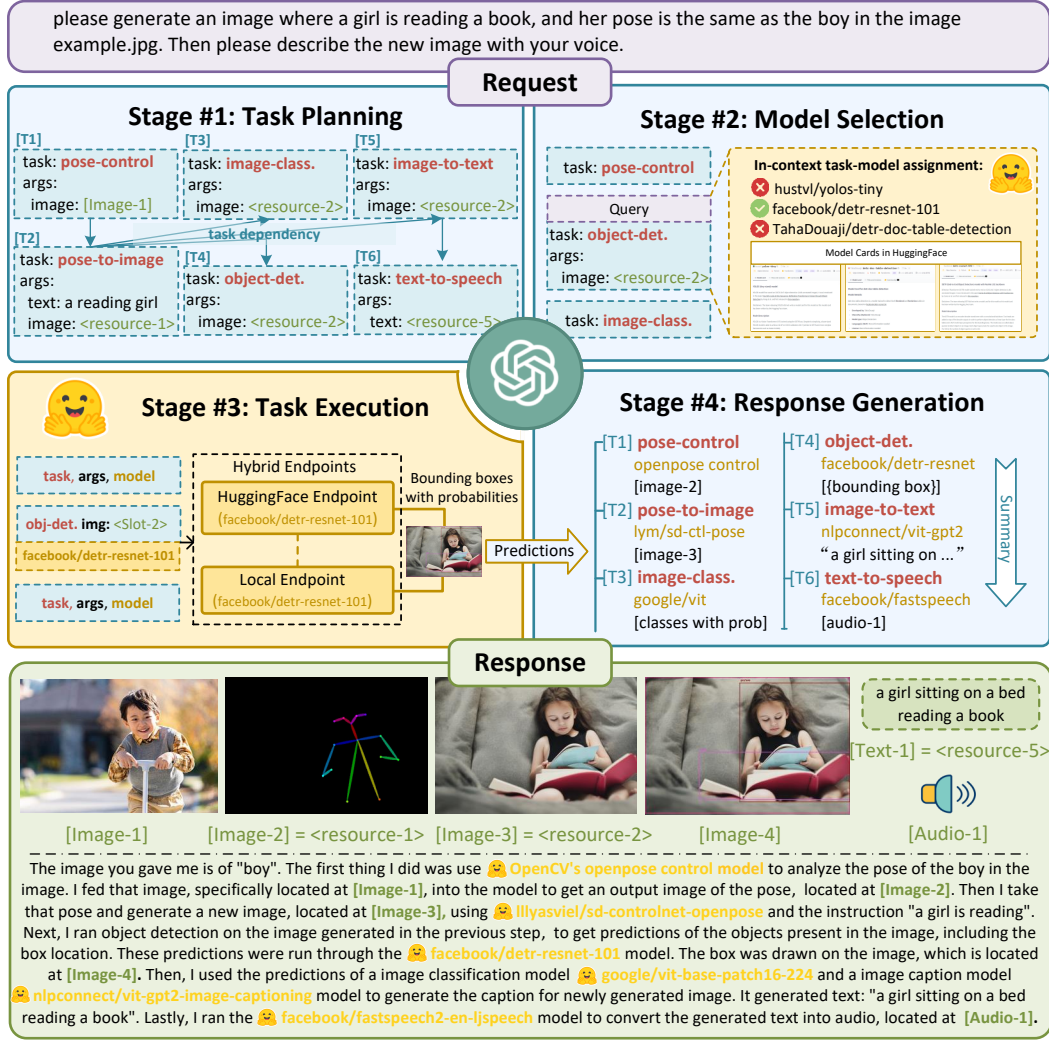 please generate an image where a girl is reading a book, and her pose is the same as the boy in the image
example.jpg. Then please describe the new image with your voice.
Request
Stage #1: Task Planning
[T1]
task: pose-control
args:
image: [Image-1]
[T3]
task: image-class.
args:
image: <resource-2>
[T5]
task: image-to-text
args:
image: <resource-2>
task dependency
[T2]
task: pose-to-image
args:
text: a reading girl
image: <resource-1>
[T4]
task: object-det.
args:
image: <resource-2>
[T6]
task: text-to-speech
args:
text: <resource-5>
Stage #2: Model Selection
task: pose-control
Query
task: object-det.
args:
image: <resource-2>
task: image-class.
In-context task-model assignment:
hustvl/yolos-tiny
facebook/detr-resnet-101
TahaDouaji/detr-doc-table-detection
Model Cards in HuggingFace
Stage #3: Task Execution
task, args, model
obj-det. img: <Slot-2>
facebook/detr-resnet-101
task, args, model
Hybrid Endpoints
HuggingFace Endpoint
(facebook/detr-resnet-101)
Local Endpoint
(facebook/detr-resnet-101)
Bounding boxes
with probabilities
Predictions
Stage #4: Response Generation
[T1] pose-control
openpose control
[image-2]
[T2] pose-to-image
lym/sd-ctl-pose
[image-3]
[T3] image-class.
google/vit
[classes with prob]
[T4] object-det.
facebook/detr-resnet
[{bounding box}]
[T5] image-to-text
nlpconnect/vit-gpt2
“a girl sitting on ...”
[T6] text-to-speech
facebook/fastspeech
[audio-1]
Summary
Response
a girl sitting on a bed
reading a book
[Text-1] = <resource-5>
[Image-1]
[Image-2] = <resource-1>
[Image-3] = <resource-2>
[Image-4]
[Audio-1]
The image you gave me is of "boy". The first thing I did was use OpenCV's openpose control model to analyze the pose of the boy in the
image. I fed that image, specifically located at [Image-1], into the model to get an output image of the pose, located at [Image-2]. Then I take
that pose and generate a new image, located at [Image-3], using lllyasviel/sd-controlnet-openpose and the instruction "a girl is reading".
Next, I ran object detection on the image generated in the previous step, to get predictions of the objects present in the image, including the
box location. These predictions were run through the facebook/detr-resnet-101 model. The box was drawn on the image, which is located
at [Image-4]. Then, I used the predictions of a image classification model google/vit-base-patch16-224 and a image caption model
nlpconnect/vit-gpt2-image-captioning model to generate the caption for newly generated image. It generated text: "a girl sitting on a bed
reading a book". Lastly, I ran the facebook/fastspeech2-en-ljspeech model to convert the generated text into audio, located at [Audio-1].